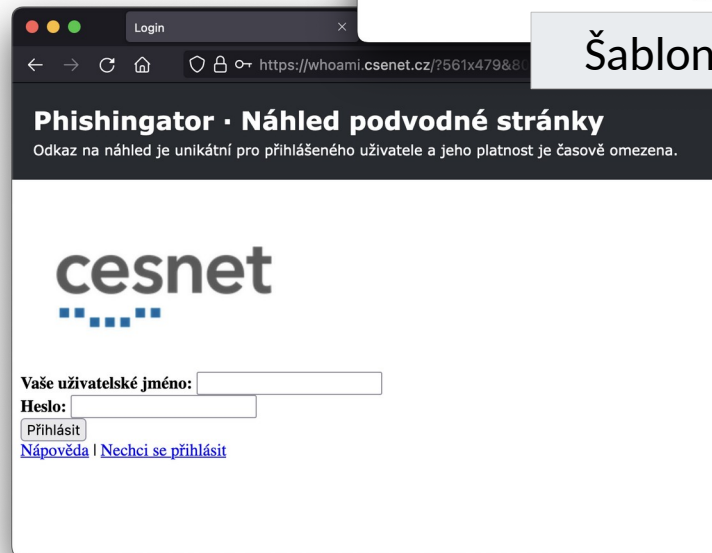 Login
Šablon
https://whoami.csenet.cz/?561x479&80
Phishingator · Náhled podvodné stránky
Odkaz na náhled je unikátní pro přihlášeného uživatele a jeho platnost je časově omezena.
cesnet
Vaše uživatelské jméno:
Heslo:
Přihlásit
Nápověda | Nechci se přihlásit